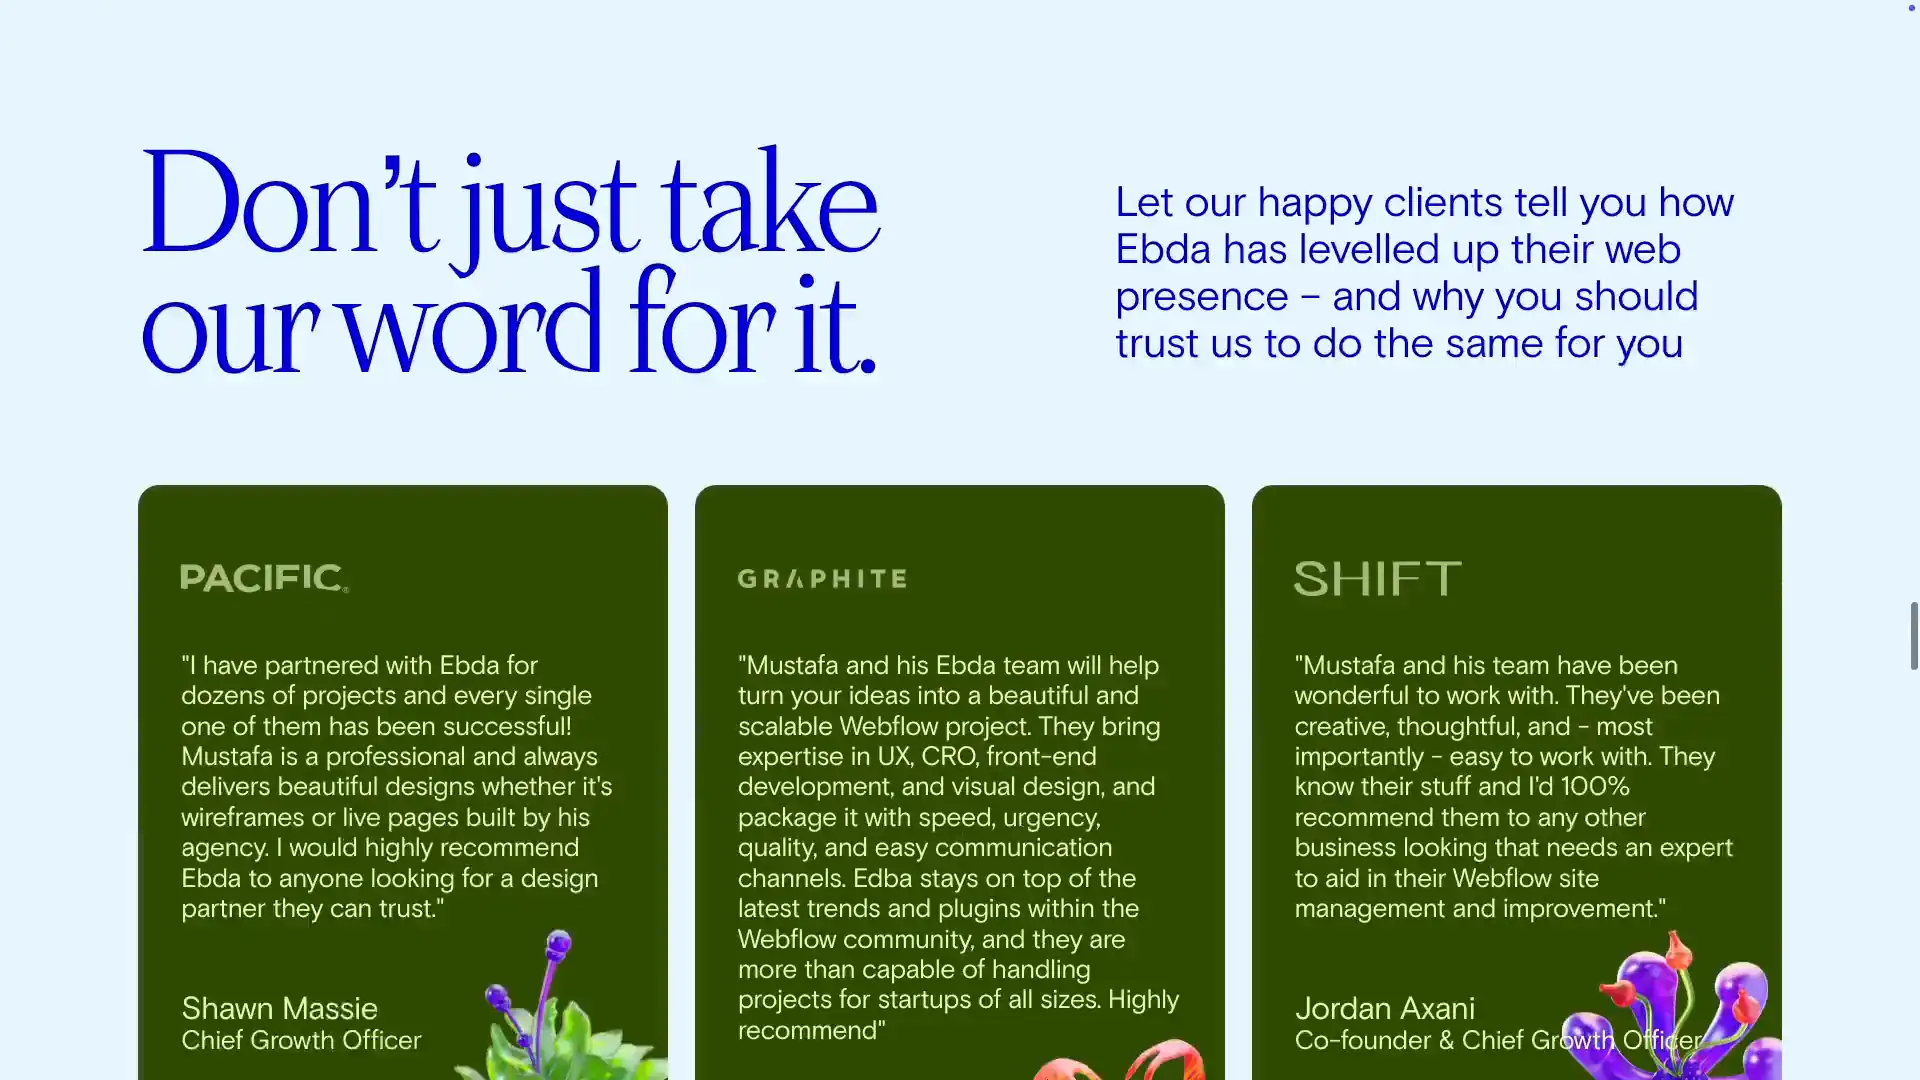 Don’t just take
our word for it.
Let our happy clients tell you how
Ebda has levelled up their web
presence – and why you should
trust us to do the same for you
PACIFIC®
"I have partnered with Ebda for
dozens of projects and every single
one of them has been successful!
Mustafa is a professional and always
delivers beautiful designs whether it's
wireframes or live pages built by his
agency. I would highly recommend
Ebda to anyone looking for a design
partner they can trust."
Shawn Massie
Chief Growth Officer
GRAPHITE
"Mustafa and his Ebda team will help
turn your ideas into a beautiful and
scalable Webflow project. They bring
expertise in UX, CRO, front-end
development, and visual design, and
package it with speed, urgency,
quality, and easy communication
channels. Edba stays on top of the
latest trends and plugins within the
Webflow community, and they are
more than capable of handling
projects for startups of all sizes. Highly
recommend"
SHIFT
"Mustafa and his team have been
wonderful to work with. They've been
creative, thoughtful, and - most
importantly - easy to work with. They
know their stuff and I'd 100%
recommend them to any other
business looking that needs an expert
to aid in their Webflow site
management and improvement."
Jordan Axani
Co-founder & Chief Growth Officer